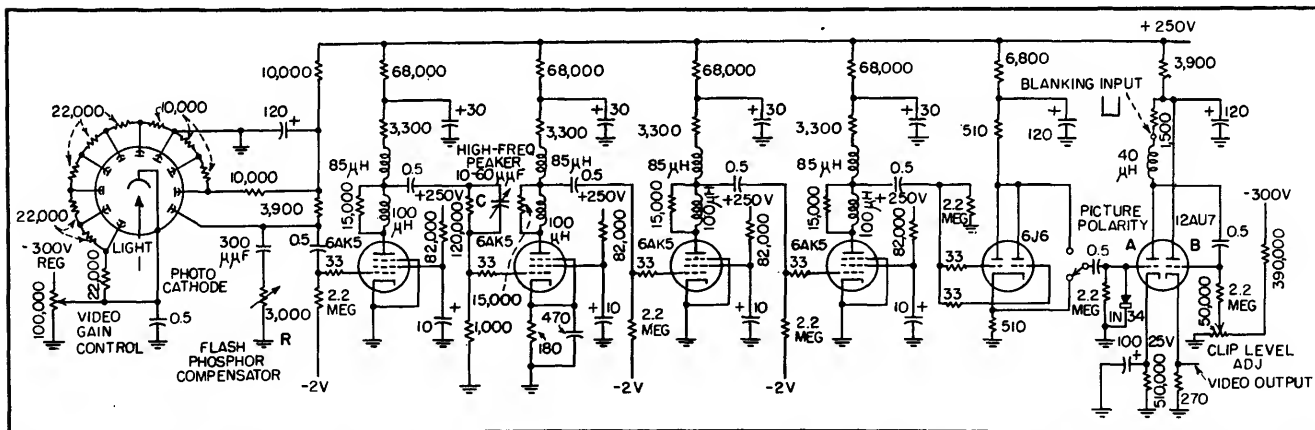 +250V
10,000
68,000
68,000
68,000
68,000
6,800
3,900
BLANKING INPUT
22,000
10,000
120
+
+30
+30
+30
+30
+
120
+
120
3,300
3,300
3,300
3,300
510
1500
HIGH-FREQ
PEAKER
10-60µµF
85µH
85µH
85µH
85µH
40
µH
10,000
0.5
0.5
0.5
0.5
+250V
+250V
+250V
+250V
-300V
3,900
15,000
C
15,000
15,000
2.2
MEG
PICTURE
POLARITY
12AU7
22,000
LIGHT
300
µµF
0.5
100
µH
82,000
120,000
100
µH
82,000
100µH
82,000
100µH
82,000
6J6
0.5
A
B
0.5
390,000
-300V
REG
22,000
PHOTO
CATHODE
6AK5
6AK5
6AK5
6AK5
33
33
33
33
33
33
100,000
VIDEO
GAIN
CONTROL
0.5
3,000
R
2.2
MEG
10
+
15,000
1,000
470
180
10
+
2.2
MEG
10
+
2.2
MEG
10
+
510
2.2
MEG
IN
34
50,000
2.2
MEG
FLASH
PHOSPHOR
COMPENSATOR
100
+
25V
CLIP LEVEL
ADJ
VIDEO OUTPUT
510,000
270
-2V
-2V
-2V